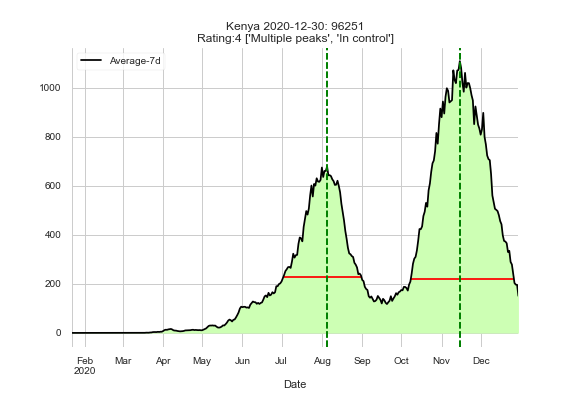 Kenya 2020-12-30: 96251
Rating:4 ['Multiple peaks', 'In control']
Average-7d
1000
800
600
400
200
0
Feb Mar Apr May Jun Jul Aug Sep Oct Nov Dec
2020
Date